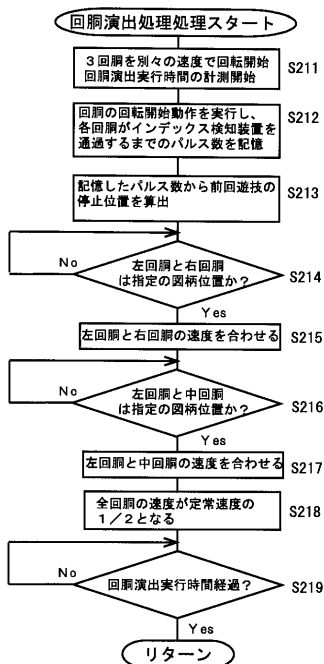 回胴演出処理処理スタート
3回胴を別々の速度で回転開始
回胴演出実行時間の計測開始
S211
回胴の回転開始動作を実行し、
各回胴がインデックス検知装置を
通過するまでのパルス数を記憶
S212
記憶したパルス数から前回遊技の
停止位置を算出
S213
左回胴と右回胴
は指定の図柄位置か?
No
S214
Yes
左回胴と右回胴の速度を合わせる
S215
左回胴と中回胴
は指定の図柄位置か?
No
S216
Yes
左回胴と中回胴の速度を合わせる
S217
全回胴の速度が定常速度の
1/2となる
S218
No
回胴演出実行時間経過?
S219
Yes
リターン